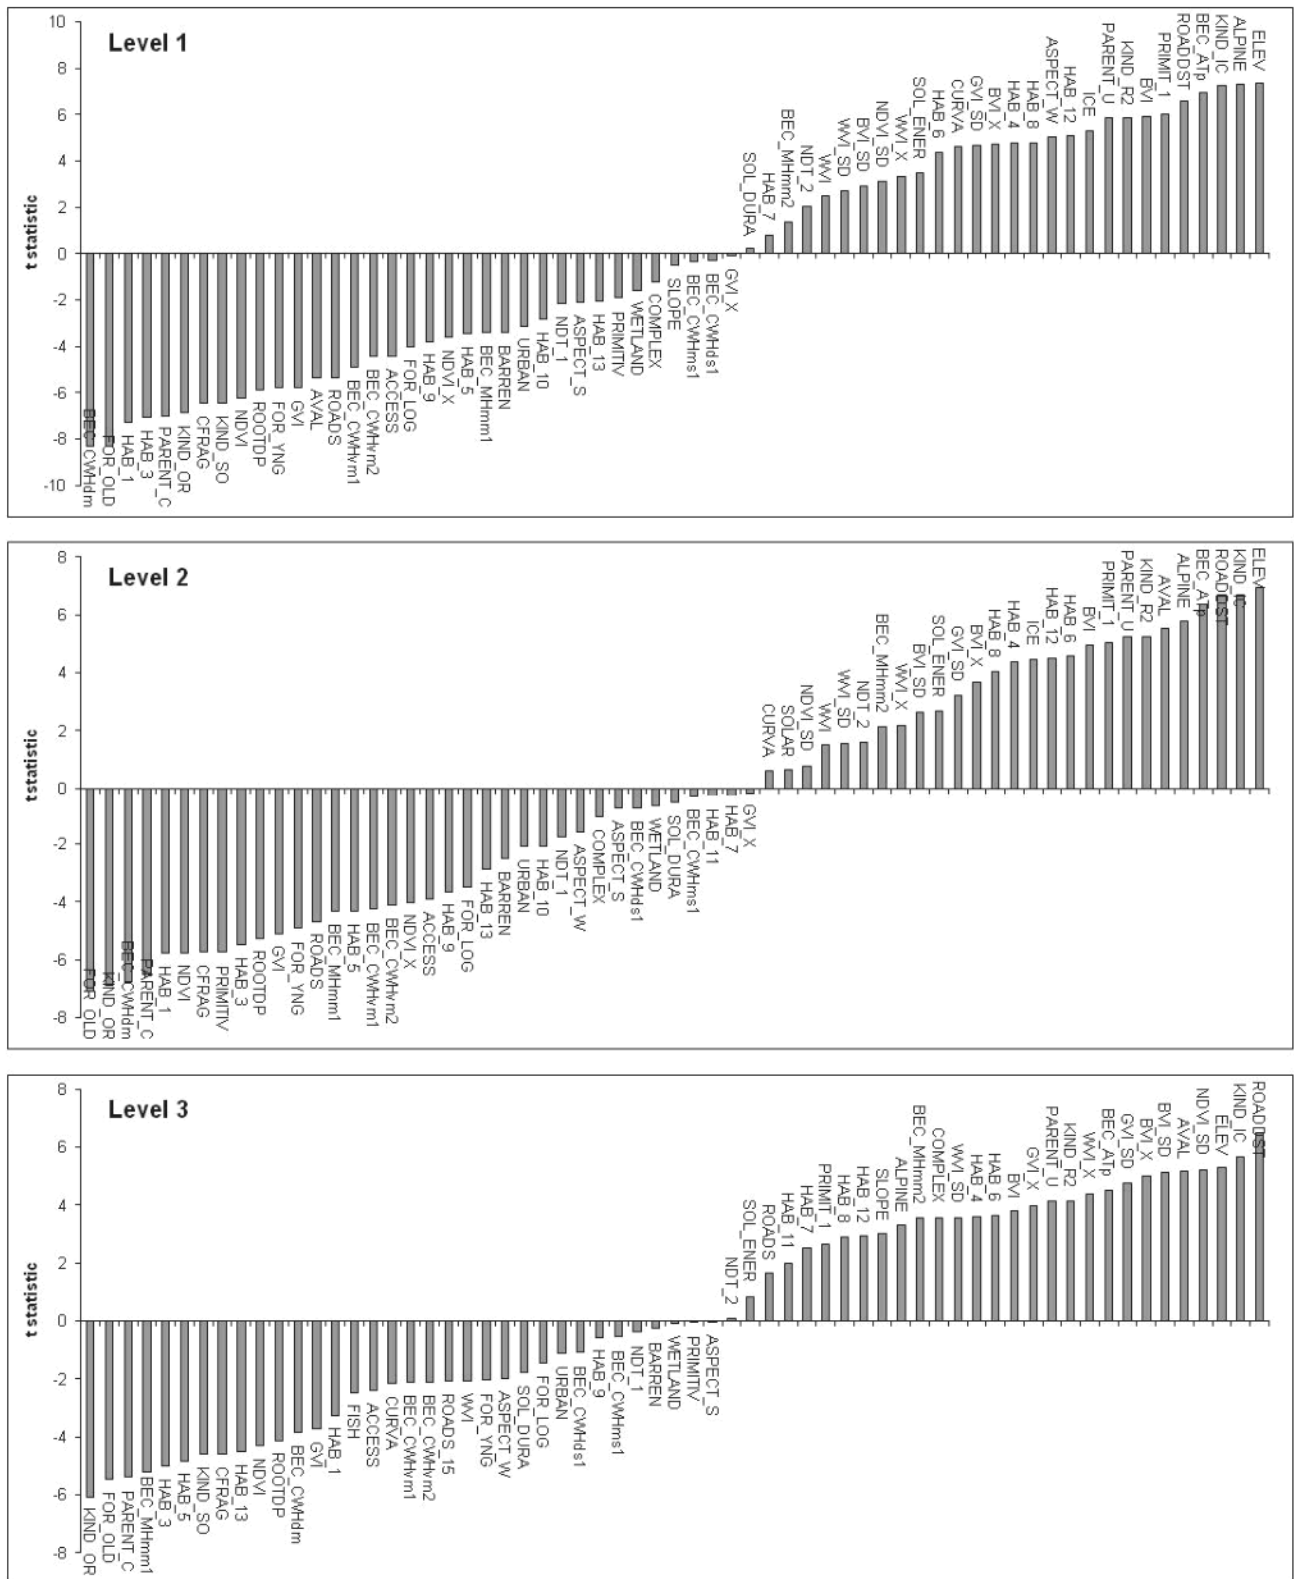 Level 1
t statistic
10
8
6
4
2
0
-2
-4
-6
-8
-10
BEC_CWHdm
FOR_OLD
HAB_1
HAB_3
PARENT_C
KIND_OR
CFRAG
KIND_SO
NDVI
ROOTDP
FOR_YNG
GVI
AVAL
ROADS
BEC_CWHvm1
BEC_CWHvm2
ACCESS
FOR_LOG
HAB_9
NDVI_X
HAB_5
BEC_MHmm1
BARREN
URBAN
HAB_10
NDT_1
ASPECT_S
HAB_13
PRIMITIV
WETLAND
COMPLEX
SLOPE
BEC_CWHms1
BEC_CWHds1
GVI_X
SOL_DURA
HAB_7
BEC_MHmm2
NDT_2
WVI
WVI_SD
BVI_SD
NDVI_SD
WVI_X
SOL_ENER
HAB_6
CURVA
GVI_SD
BVI_X
HAB_4
HAB_8
ASPECT_W
HAB_12
ICE
PARENT_U
KIND_R2
BVI
PRIMIT_1
ROADDST
BEC_ATp
KIND_IC
ALPINE
ELEV
Level 2
t statistic
8
6
4
2
0
-2
-4
-6
-8
FOR_OLD
KIND_OR
BEC_CWHdm
PARENT_C
HAB_1
NDVI
CFRAG
PRIMITIV
HAB_3
ROOTDP
GVI
FOR_YNG
ROADS
BEC_MHmm1
HAB_5
BEC_CWHvm1
BEC_CWHvm2
NDVI_X
ACCESS
HAB_9
FOR_LOG
HAB_13
BARREN
URBAN
HAB_10
NDT_1
ASPECT_W
COMPLEX
ASPECT_S
BEC_CWHds1
WETLAND
SOL_DURA
BEC_CWHms1
HAB_11
HAB_7
GVI_X
CURVA
SOLAR
NDVI_SD
WVI
WVI_SD
NDT_2
BEC_MHmm2
WVI_X
BVI_SD
SOL_ENER
GVI_SD
BVI_X
HAB_8
HAB_4
ICE
HAB_12
HAB_6
BVI
PRIMIT_1
PARENT_U
KIND_R2
AVAL
ALPINE
BEC_ATp
ROADDST
KIND_IC
ELEV
Level 3
t statistic
8
6
4
2
0
-2
-4
-6
-8
KIND_OR
FOR_OLD
PARENT_C
BEC_MHmm1
HAB_3
HAB_5
KIND_SO
CFRAG
HAB_13
NDVI
ROOTDP
BEC_CWHdm
GVI
HAB_1
FISH
ACCESS
CURVA
BEC_CWHvm1
BEC_CWHvm2
ROADS_15
WVI
FOR_YNG
ASPECT_W
SOL_DURA
FOR_LOG
URBAN
BEC_CWHds1
HAB_9
BEC_CWHms1
NDT_1
BARREN
WETLAND
PRIMITIV
ASPECT_S
NDT_2
SOL_ENER
ROADS
HAB_11
HAB_7
PRIMIT_1
HAB_8
HAB_12
SLOPE
ALPINE
BEC_MHmm2
COMPLEX
WVI_SD
HAB_4
HAB_6
BVI
GVI_X
PARENT_U
KIND_R2
WVI_X
BEC_ATp
GVI_SD
BVI_X
BVI_SD
AVAL
NDVI_SD
ELEV
KIND_IC
ROADDST